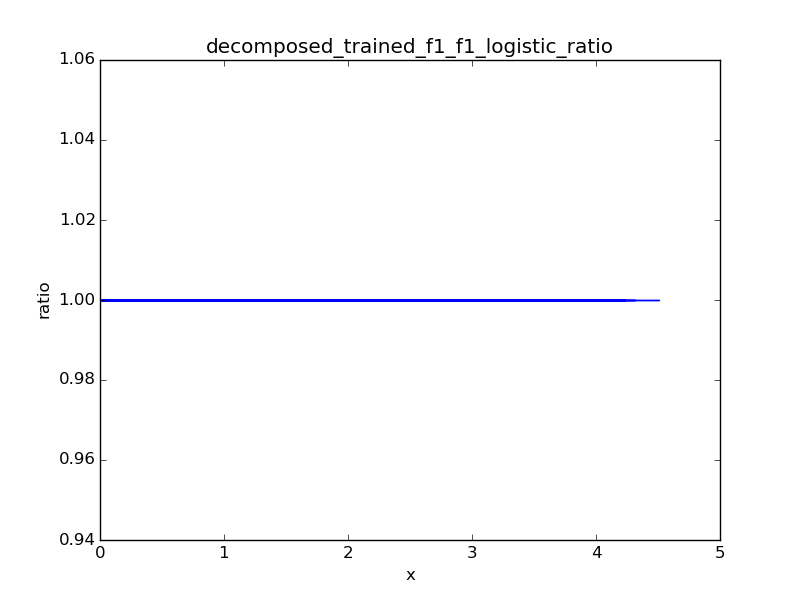 decomposed_trained_f1_f1_logistic_ratio
1.06
1.04
1.02
1.00
0.98
0.96
0.94
ratio
0 1 2 3 4 5
x